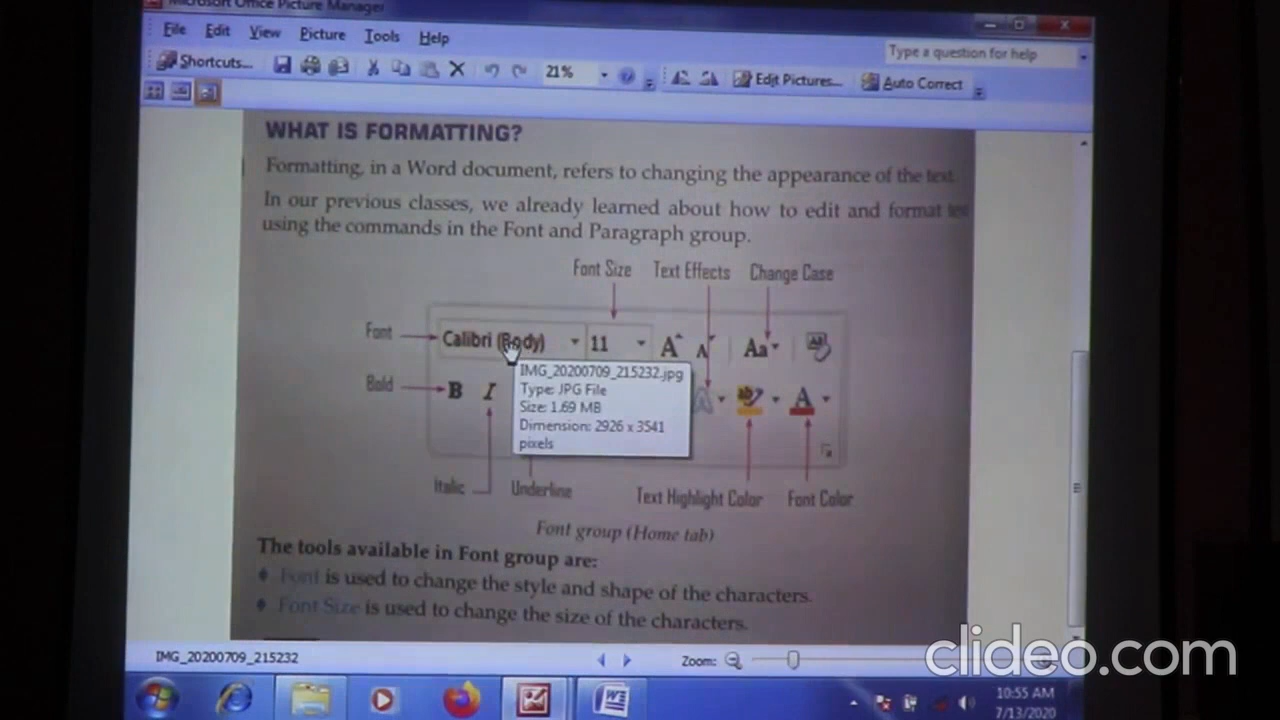 Microsoft Office Picture Manager
File Edit View Picture Tools Help
Type a question for help
Shortcuts... 21% Edit Pictures... Auto Correct
WHAT IS FORMATTING?
Formatting, in a Word document, refers to changing the appearance of the text.
In our previous classes, we already learned about how to edit and format text
using the commands in the Font and Paragraph group.
Font Size Text Effects Change Case
Font Calibri (Body) 11 A A Aa
IMG_20200709_215232.jpg
Type: JPG File
Size: 1.69 MB
Dimension: 2926 x 3541
pixels
Bold B I ab A
Italic Underline Text Highlight Color Font Color
Font group (Home tab)
The tools available in Font group are:
Font is used to change the style and shape of the characters.
Font Size is used to change the size of the characters.
IMG_20200709_215232 Zoom:
clideo.com
10:55 AM
7/13/2020